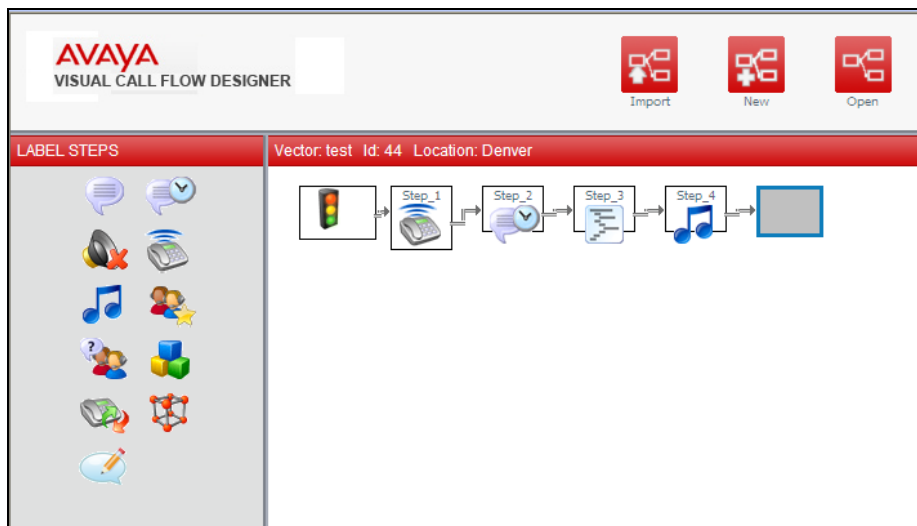 AVAYA
VISUAL CALL FLOW DESIGNER
Import
New
Open
LABEL STEPS
Vector: test Id: 44 Location: Denver
Step_1
Step_2
Step_3
Step_4
?